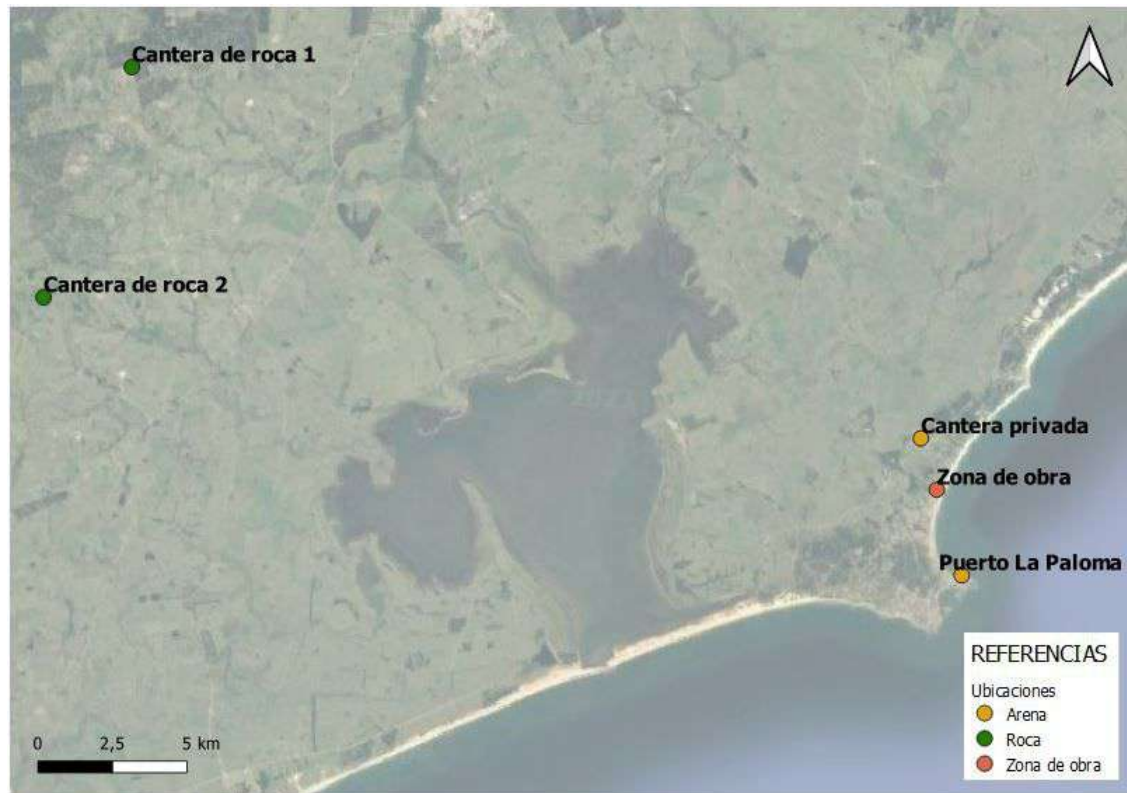 Cantera de roca 1
Cantera de roca 2
Cantera privada
Zona de obra
Puerto La Paloma
REFERENCIAS
Ubicaciones
Arena
Roca
Zona de obra
0 2,5 5 km